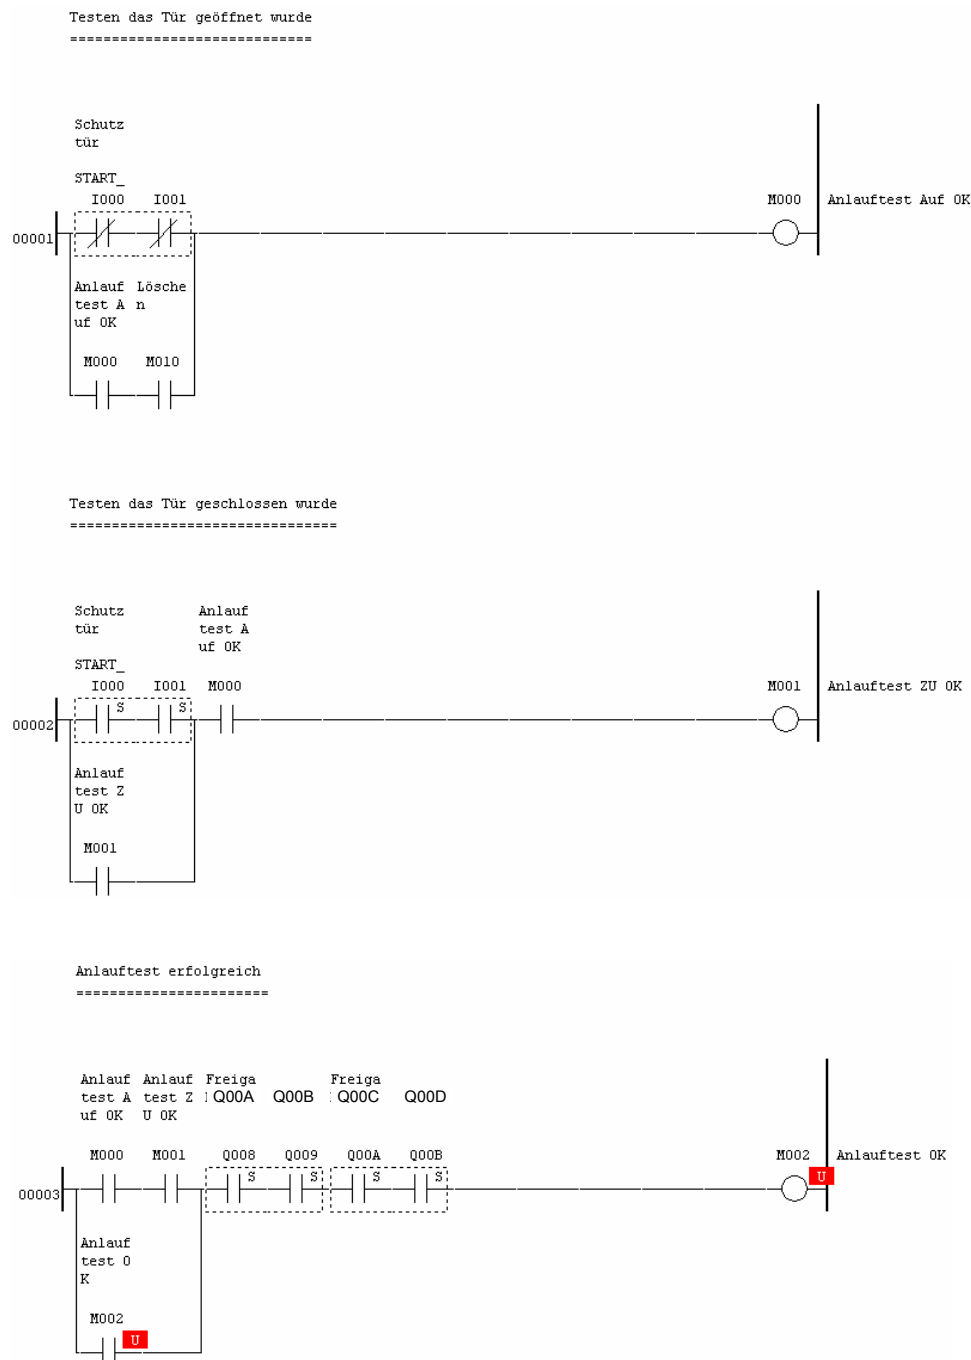 Testen das Tür geöffnet wurde
=============================
Schutz
tür
START_
I000 I001 M000 Anlauftest Auf OK
00001
Anlauf Lösche
test A n
uf OK
M000 M010
Testen das Tür geschlossen wurde
================================
Schutz Anlauf
tür test A
uf OK
START_
I000 I001 M000 M001 Anlauftest ZU OK
S S
00002
Anlauf
test Z
U OK
M001
Anlauftest erfolgreich
=======================
Anlauf Anlauf Freiga Freiga
test A test Z Q00A Q00B Q00C Q00D
uf OK U OK
M000 M001 Q008 Q009 Q00A Q00B M002 Anlauftest OK
S S S S U
00003
Anlauf
test O
K
M002
U